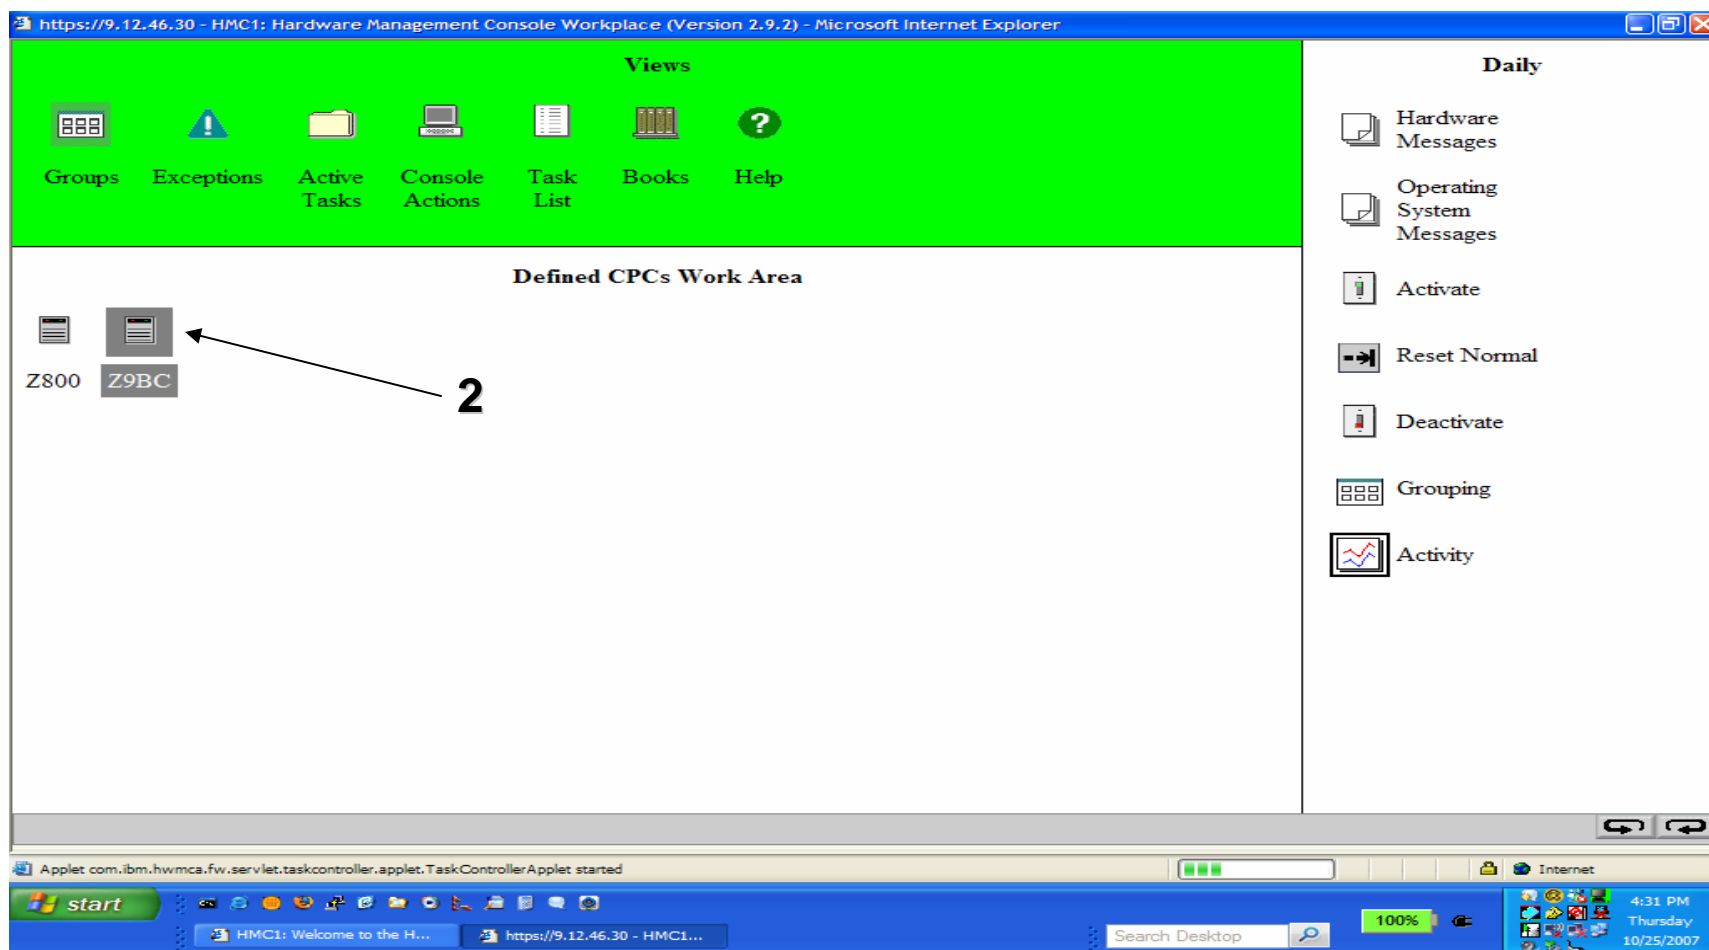 https://9.12.46.30 - HMC1: Hardware Management Console Workplace (Version 2.9.2) - Microsoft Internet Explorer
Views
Groups
Exceptions
Active
Tasks
Console
Actions
Task
List
Books
Help
Defined CPCs Work Area
Z800
Z9BC
2
Daily
Hardware
Messages
Operating
System
Messages
Activate
Reset Normal
Deactivate
Grouping
Activity
Applet com.ibm.hwmca.fw.servlet.taskcontroller.applet.TaskControllerApplet started
Internet
start
HMC1: Welcome to the H...
https://9.12.46.30 - HMC1...
Search Desktop
100%
4:31 PM
Thursday
10/25/2007